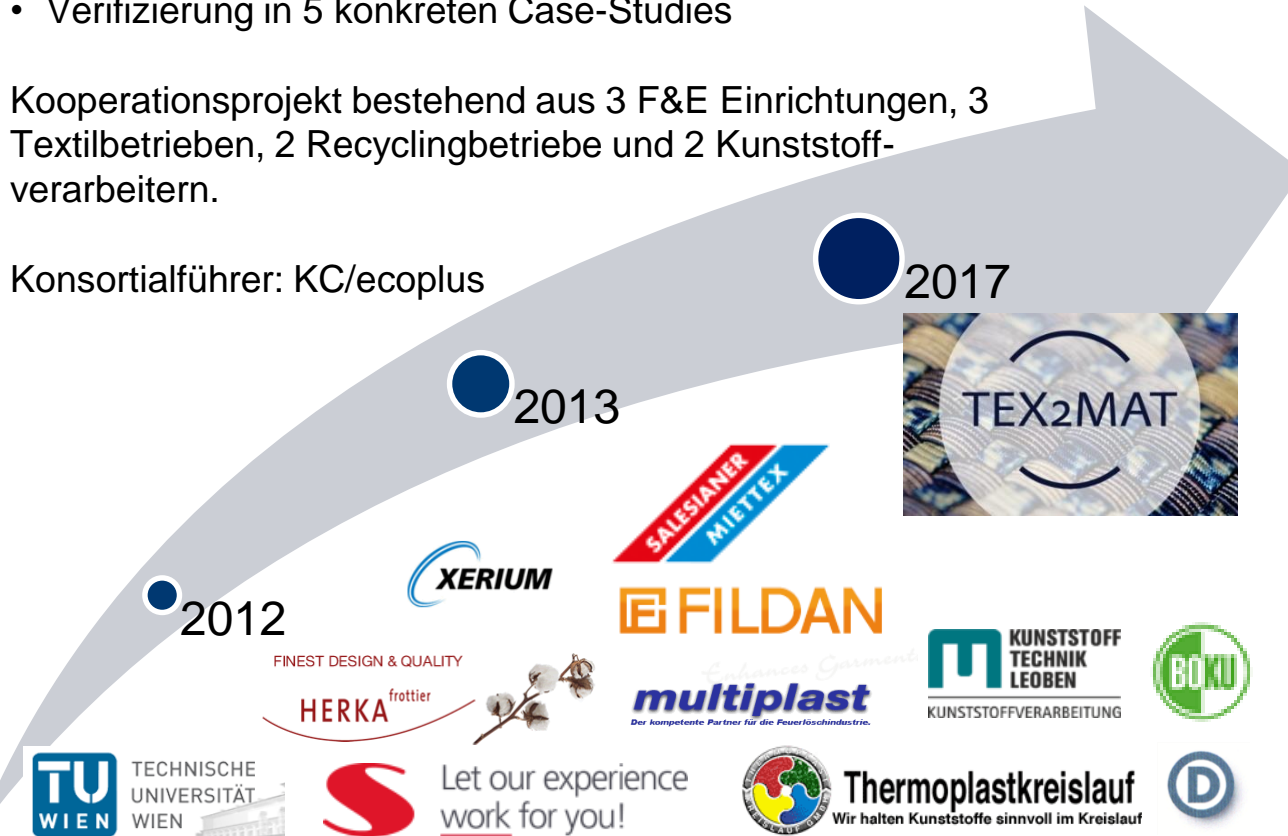 • Verifizierung in 5 konkreten Case-Studies
Kooperationsprojekt bestehend aus 3 F&E Einrichtungen, 3
Textilbetrieben, 2 Recyclingbetriebe und 2 Kunststoff-
verarbeitern.
Konsortialführer: KC/ecoplus
2017
TEX2MAT
2013
SALESIANER
MIETTEX
XERIUM
2012
FILDAN
Enhances Garment
FINEST DESIGN & QUALITY
HERKA frottier
multiplast
Der kompetente Partner für die Feuerlöschindustrie.
KUNSTSTOFF
TECHNIK
LEOBEN
KUNSTSTOFFVERARBEITUNG
BOKU
TU
WIEN
TECHNISCHE
UNIVERSITÄT
WIEN
S
Let our experience
work for you!
Thermoplastkreislauf
Wir halten Kunststoffe sinnvoll im Kreislauf
D